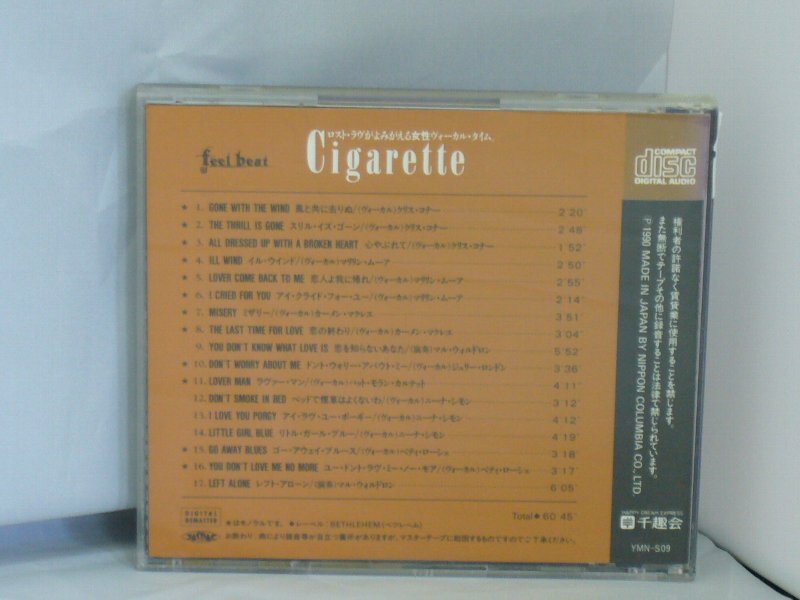 ロスト・ラヴがよみがえる女性ヴォーカル・タイム。
feel beat
Cigarette
★ 1. GONE WITH THE WIND 風と共に去りぬ/(ヴォーカル)クリス・コナー 2'20"
★ 2. THE THRILL IS GONE スリル・イズ・ゴーン/(ヴォーカル)クリス・コナー 2'46"
★ 3. ALL DRESSED UP WITH A BROKEN HEART 心やぶれて/(ヴォーカル)クリス・コナー 1'52"
★ 4. ILL WIND イル・ウインド/(ヴォーカル)マリリン・ムーア 2'50"
★ 5. LOVER COME BACK TO ME 恋人よ我に帰れ/(ヴォーカル)マリリン・ムーア 2'55"
★ 6. I CRIED FOR YOU アイ・クライド・フォー・ユー/(ヴォーカル)マリリン・ムーア 2'14"
★ 7. MISERY ミザリー/(ヴォーカル)カーメン・マクレエ 3'51"
★ 8. THE LAST TIME FOR LOVE 恋の終わり/(ヴォーカル)カーメン・マクレエ 3'04"
9. YOU DON'T KNOW WHAT LOVE IS 恋を知らないあなた/(演奏)マル・ウォルドロン 5'52"
★ 10. DON'T WORRY ABOUT ME ドント・ウォリー・アバウト・ミー/(ヴォーカル)ジュリー・ロンドン 3'36"
★ 11. LOVER MAN ラヴァー・マン/(ヴォーカル)パット・モラン・カルテット 4'11"
12. DON'T SMOKE IN BED ベッドで煙草はよくないわ/(ヴォーカル)ニーナ・シモン 3'12"
13. I LOVE YOU PORGY アイ・ラヴ・ユー・ポーギー/(ヴォーカル)ニーナ・シモン 4'12"
14. LITTLE GIRL BLUE リトル・ガール・ブルー/(ヴォーカル)ニーナ・シモン 4'19"
★ 15. GO AWAY BLUES ゴー・アウェイ・ブルース/(ヴォーカル)ベティ・ローシェ 3'18"
★ 16. YOU DON'T LOVE ME NO MORE ユー・ドント・ラヴ・ミー・ノー・モア/(ヴォーカル)ベティ・ローシェ 3'17"
17. LEFT ALONE レフト・アローン/(演奏)マル・ウォルドロン 6'05"
Total◆60'45"
DIGITAL
REMASTER
★はモノラルです。 ◆レーベル/BETHLEHEM(ベツレヘム)
COMPACT
disc
DIGITAL AUDIO
権利者の許諾なく賃貸業に使用することを禁じます。
また無断でテープその他に録音することは法律で禁じられています。
℗ 1990 MADE IN JAPAN BY NIPPON COLUMBIA CO., LTD.
HAPPY DREAM EXPRESS
千趣会
YMN-S09